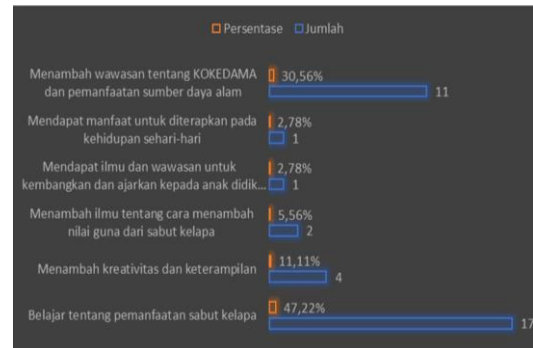 Persentase Jumlah
Menambah wawasan tentang KOKEDAMA
dan pemanfaatan sumber daya alam
30,56%
11
Mendapat manfaat untuk diterapkan pada
kehidupan sehari-hari
2,78%
1
Mendapat ilmu dan wawasan untuk
kembangkan dan ajarkan kepada anak didik...
2,78%
1
Menambah ilmu tentang cara menambah
nilai guna dari sabut kelapa
5,56%
2
Menambah kreativitas dan keterampilan
11,11%
4
Belajar tentang pemanfaatan sabut kelapa
47,22%
17